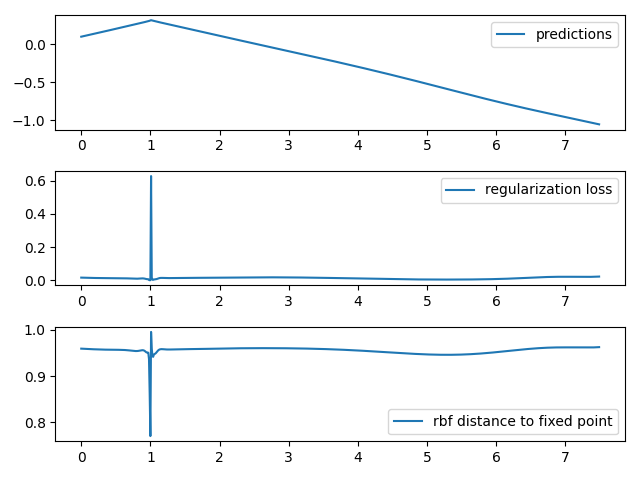 predictions
0.0
−0.5
−1.0
0 1 2 3 4 5 6 7
regularization loss
0.6
0.4
0.2
0.0
0 1 2 3 4 5 6 7
1.0
0.9
0.8
rbf distance to fixed point
0 1 2 3 4 5 6 7